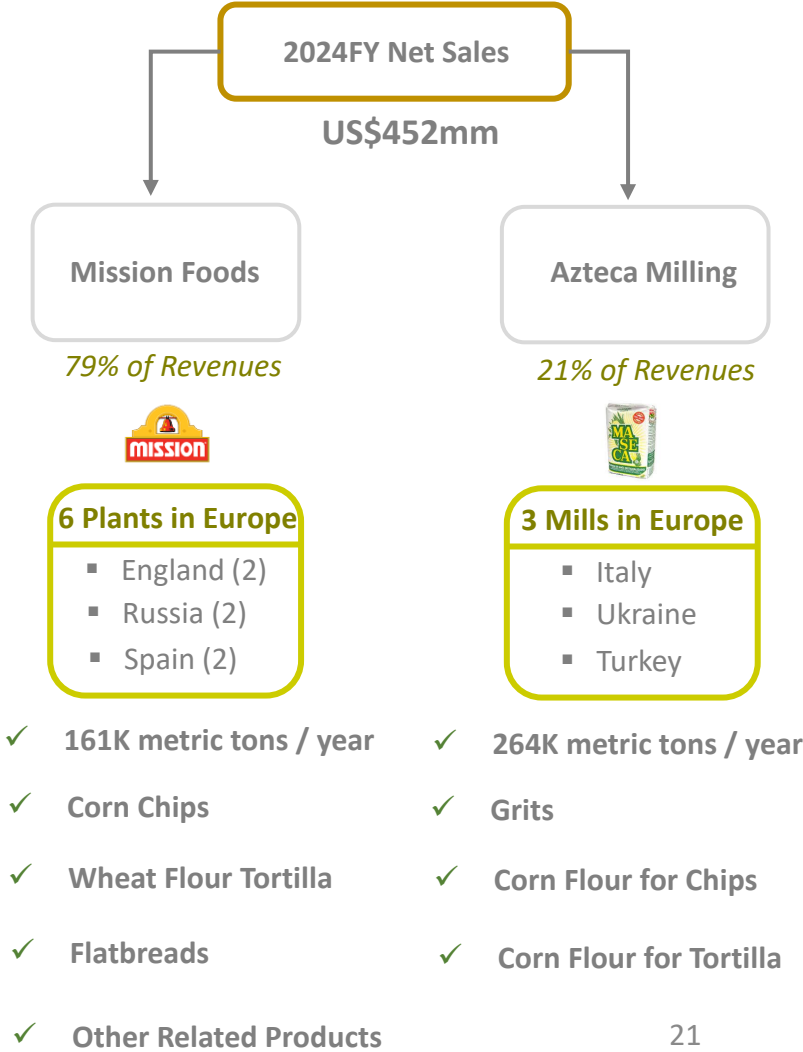 2024FY Net Sales
US$452mm
Mission Foods
79% of Revenues
MISSION
6 Plants in Europe
▪ England (2)
▪ Russia (2)
▪ Spain (2)
✓ 161K metric tons / year
✓ Corn Chips
✓ Wheat Flour Tortilla
✓ Flatbreads
✓ Other Related Products
Azteca Milling
21% of Revenues
MA
SE
CA
3 Mills in Europe
▪ Italy
▪ Ukraine
▪ Turkey
✓ 264K metric tons / year
✓ Grits
✓ Corn Flour for Chips
✓ Corn Flour for Tortilla
21